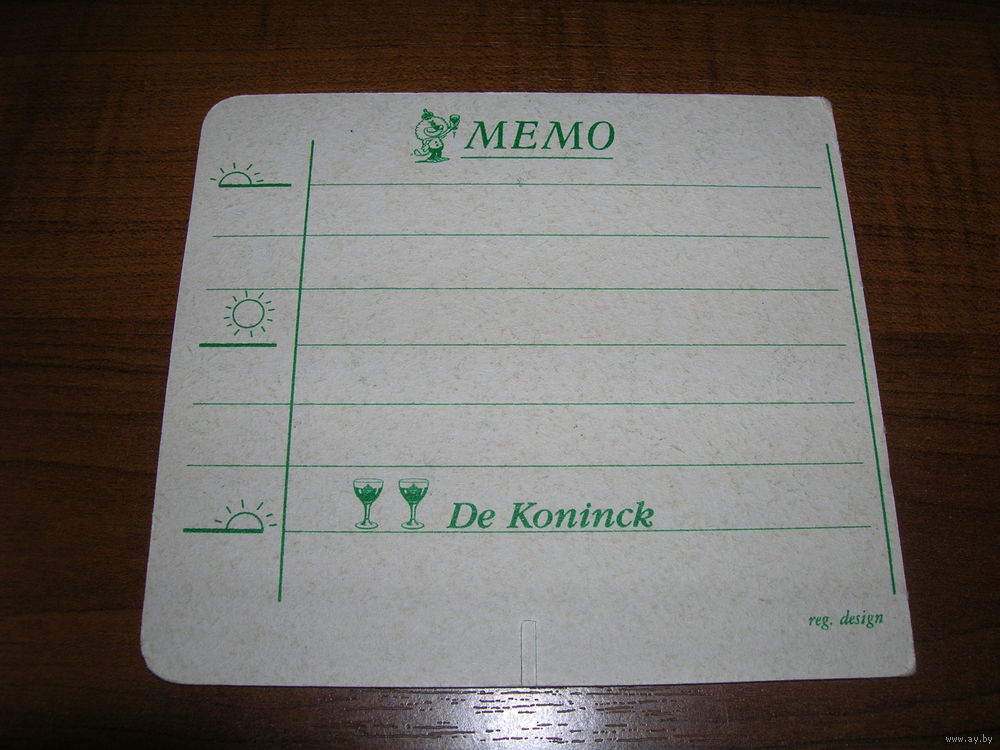 MEMO
De Koninck
reg. design
www.ay.by